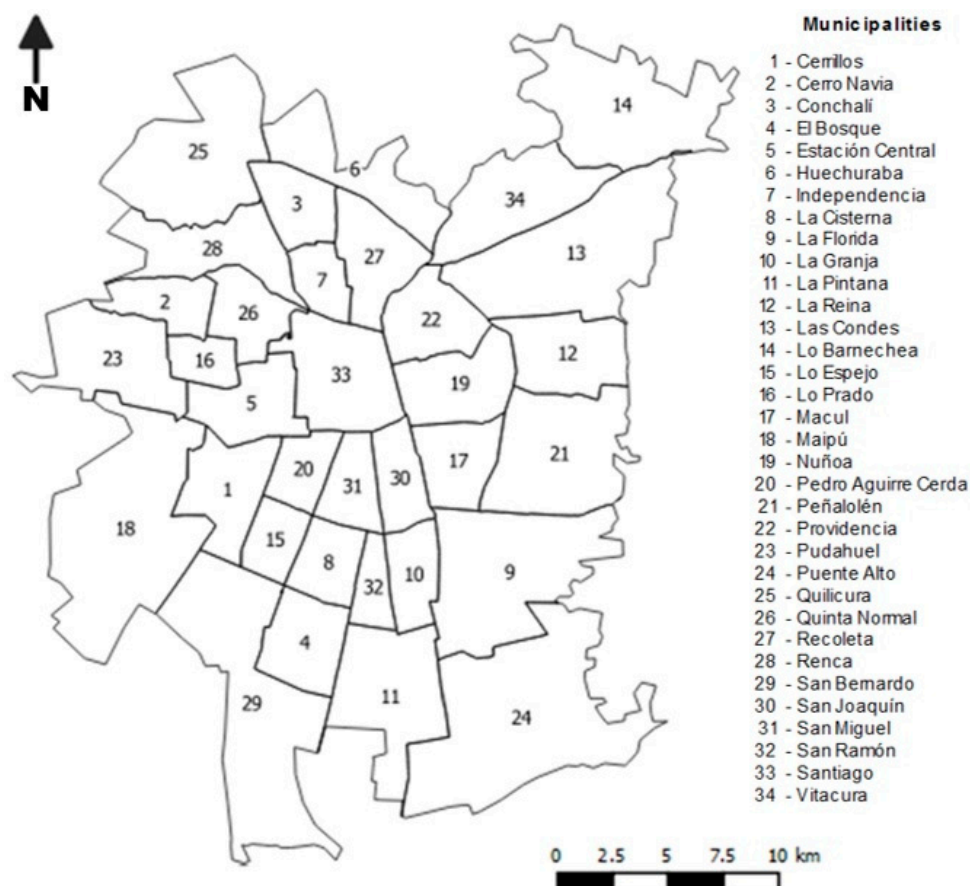 N
Municipalities
1 - Cerrillos
2 - Cerro Navia
3 - Conchalí
4 - El Bosque
5 - Estación Central
6 - Huechuraba
7 - Independencia
8 - La Cisterna
9 - La Florida
10 - La Granja
11 - La Pintana
12 - La Reina
13 - Las Condes
14 - Lo Barnechea
15 - Lo Espejo
16 - Lo Prado
17 - Macul
18 - Maipú
19 - Nuñoa
20 - Pedro Aguirre Cerda
21 - Peñalolén
22 - Providencia
23 - Pudahuel
24 - Puente Alto
25 - Quilicura
26 - Quinta Normal
27 - Recoleta
28 - Renca
29 - San Bernardo
30 - San Joaquín
31 - San Miguel
32 - San Ramón
33 - Santiago
34 - Vitacura
14
25
6
34
3
28
27
13
7
2
26
22
23
16
33
12
19
5
17
21
20
30
1
31
18
15
8
32
10
9
4
29
11
24
0 2.5 5 7.5 10 km